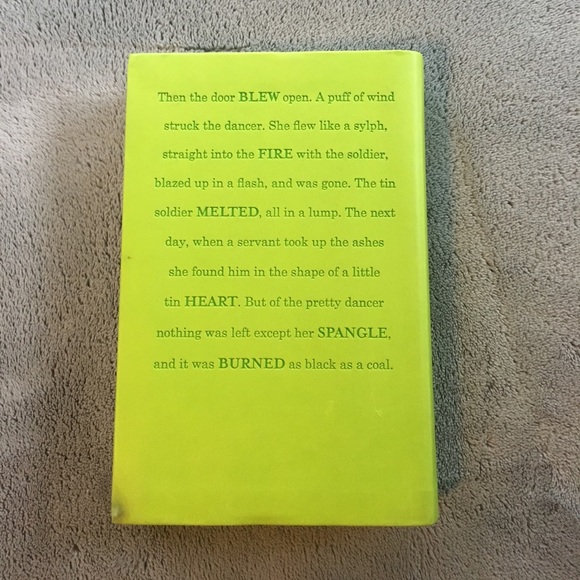 Then the door BLEW open. A puff of wind
struck the dancer. She flew like a sylph,
straight into the FIRE with the soldier,
blazed up in a flash, and was gone. The tin
soldier MELTED, all in a lump. The next
day, when a servant took up the ashes
she found him in the shape of a little
tin HEART. But of the pretty dancer
nothing was left except her SPANGLE,
and it was BURNED as black as a coal.